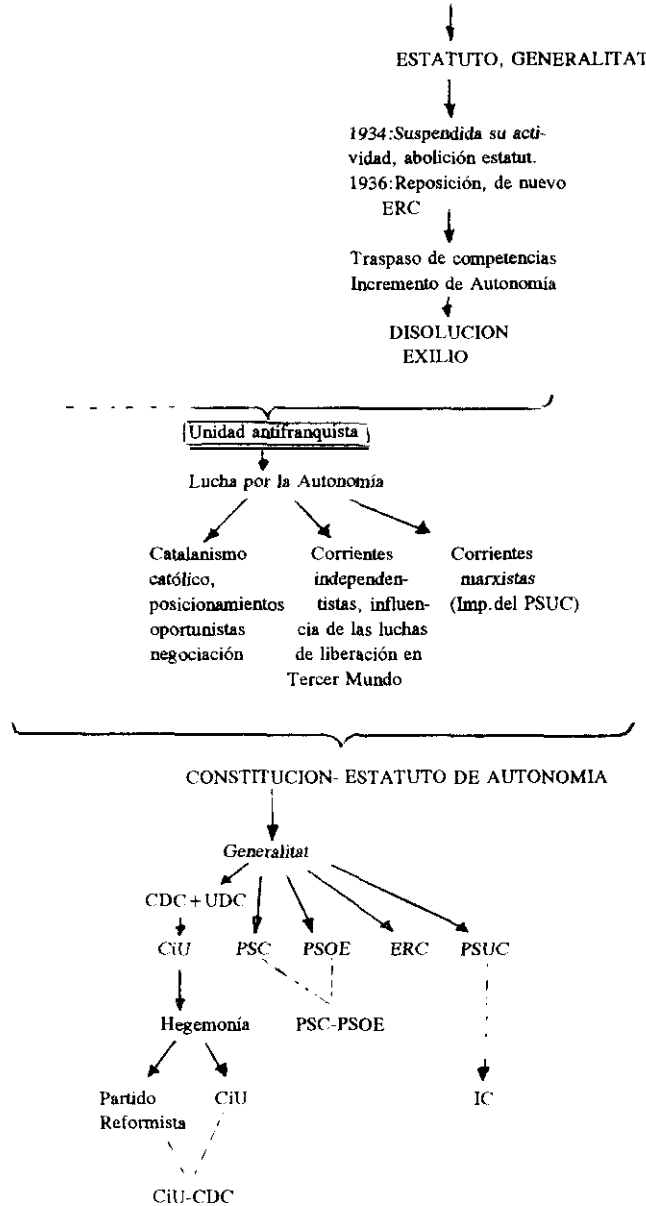 ESTATUTO, GENERALITAT
1934:Suspendida su acti-
vidad, abolición estatut.
1936:Reposición, de nuevo
ERC
Traspaso de competencias
Incremento de Autonomía
DISOLUCION
EXILIO
Unidad antifranquista
Lucha por la Autonomía
Catalanismo
católico,
posicionamientos
oportunistas
negociación
Corrientes
independen-
tistas, influen-
cia de las luchas
de liberación en
Tercer Mundo
Corrientes
marxistas
(Imp.del PSUC)
CONSTITUCION- ESTATUTO DE AUTONOMIA
Generalitat
CDC+UDC
CiU
PSC
PSOE
ERC
PSUC
Hegemonía
PSC-PSOE
Partido
Reformista
CiU
IC
CiU-CDC